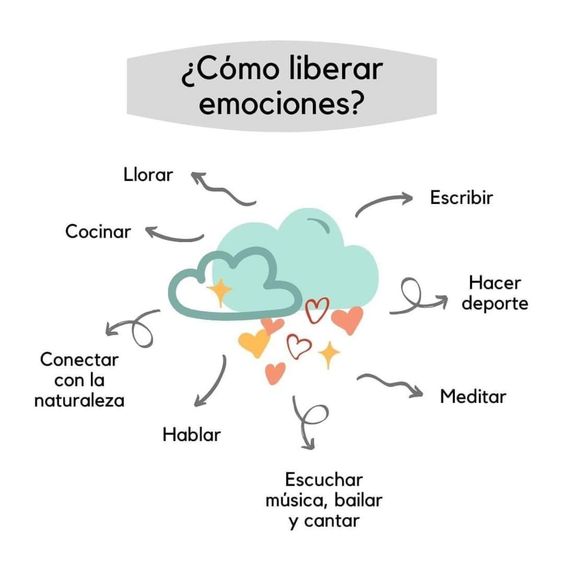 ¿Cómo liberar
emociones?
Llorar
Escribir
Cocinar
Hacer
deporte
Conectar
con la
naturaleza
Meditar
Hablar
Escuchar
música, bailar
y cantar